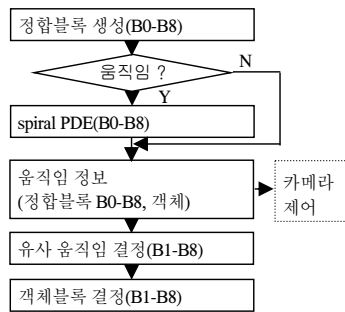 정합블록 생성(B0-B8)
움직임 ?
N
Y
spiral PDE(B0-B8)
움직임 정보
(정합블록 B0-B8, 객체)
카메라
제어
유사 움직임 결정(B1-B8)
객체블록 결정(B1-B8)